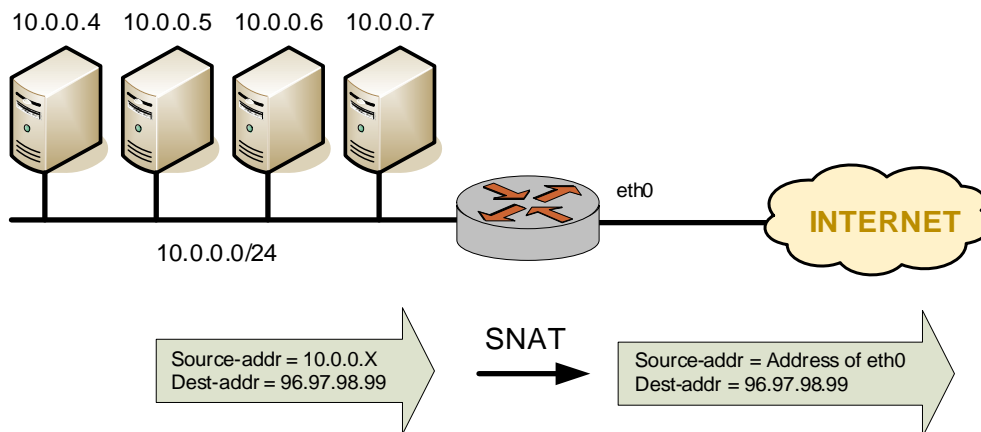 10.0.0.4
10.0.0.5
10.0.0.6
10.0.0.7
eth0
INTERNET
10.0.0.0/24
SNAT
Source-addr = 10.0.0.X
Dest-addr = 96.97.98.99
Source-addr = Address of eth0
Dest-addr = 96.97.98.99